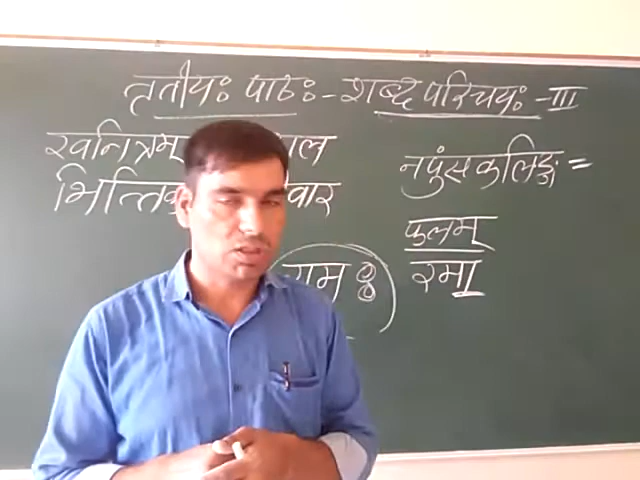 तृतीयः पाठः - शब्द परिचयः - III
खनित्रम्
भित्तिक
वार
नपुंसकलिङ्ग =
फलम्
रमा